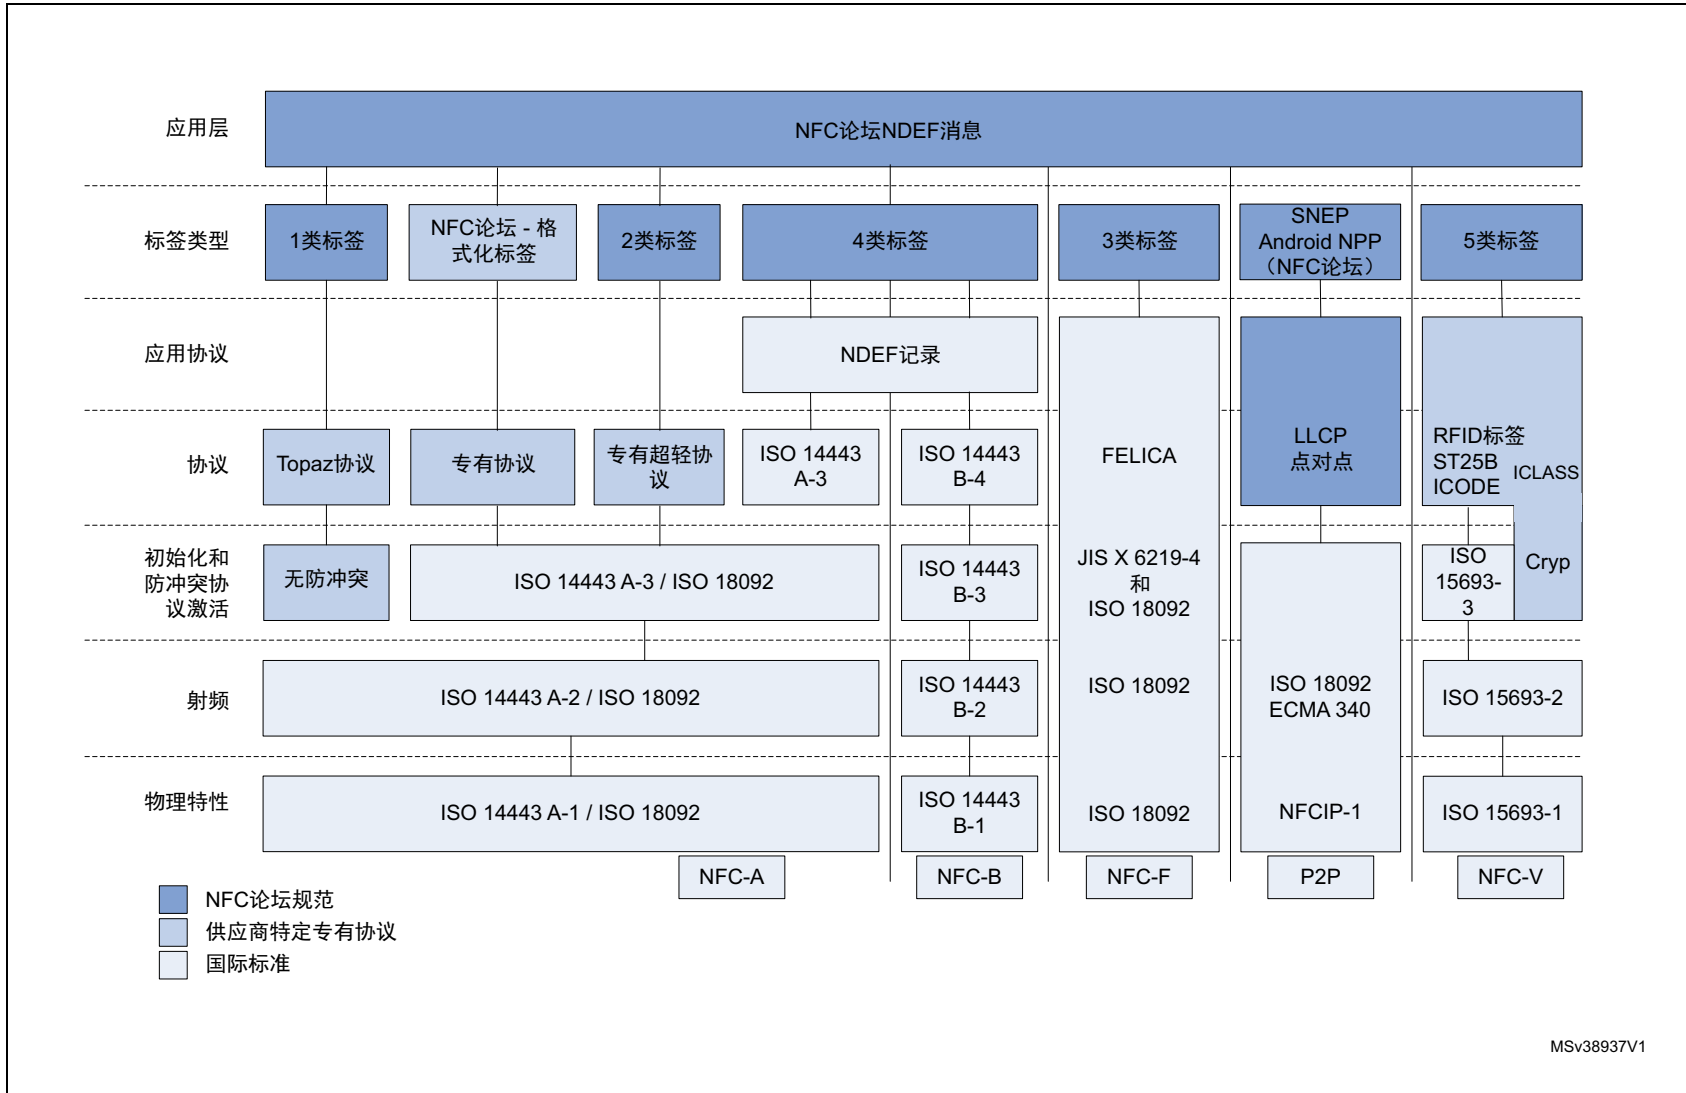 应用层
NFC论坛NDEF消息
标签类型
1类标签
NFC论坛 - 格
式化标签
2类标签
4类标签
3类标签
SNEP
Android NPP
（NFC论坛）
5类标签
应用协议
NDEF记录
协议
Topaz协议
专有协议
专有超轻协
议
ISO 14443
A-3
ISO 14443
B-4
FELICA
LLCP
点对点
RFID标签
ST25B
ICODE
ICLASS
初始化和
防冲突协
议激活
无防冲突
ISO 14443 A-3 / ISO 18092
ISO 14443
B-3
JIS X 6219-4
和
ISO 18092
ISO
15693-
3
Cryp
射频
ISO 14443 A-2 / ISO 18092
ISO 14443
B-2
ISO 18092
ISO 18092
ECMA 340
ISO 15693-2
物理特性
ISO 14443 A-1 / ISO 18092
ISO 14443
B-1
ISO 18092
NFCIP-1
ISO 15693-1
NFC-A
NFC-B
NFC-F
P2P
NFC-V
NFC论坛规范
供应商特定专有协议
国际标准
MSv38937V1